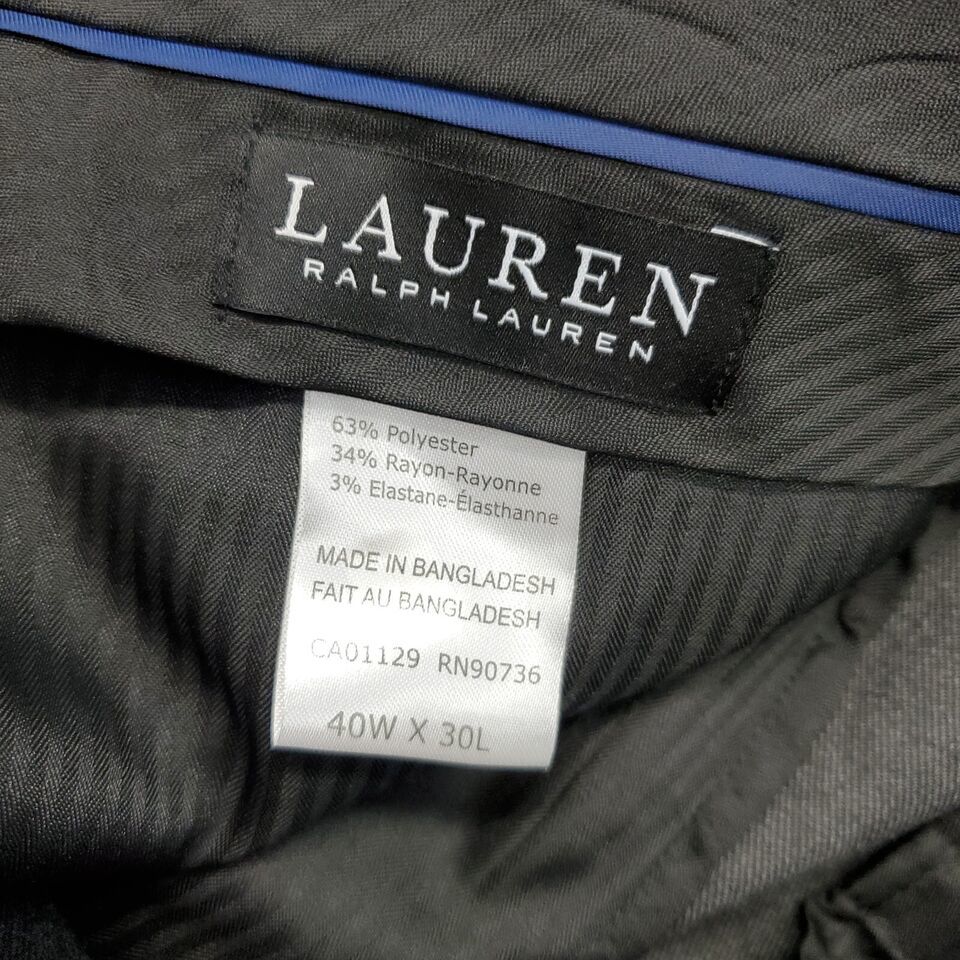 LAUREN
RALPH LAUREN
63% Polyester
34% Rayon-Rayonne
3% Elastane-Élasthanne
MADE IN BANGLADESH
FAIT AU BANGLADESH
CA01129 RN90736
40W X 30L